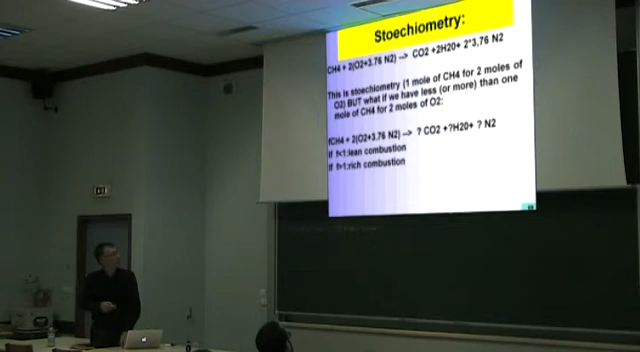 Stoechiometry:
CH4 + 2(O2+3.76 N2) --> CO2 +2H20+ 2*3,76 N2
This is stoechiometry (1 mole of CH4 for 2 moles of
O2) BUT what if we have less (or more) than one
mole of CH4 for 2 moles of O2:
fCH4 + 2(O2+3.76 N2) --> ? CO2 +?H20+ ? N2
If f<1:lean combustion
If f>1:rich combustion